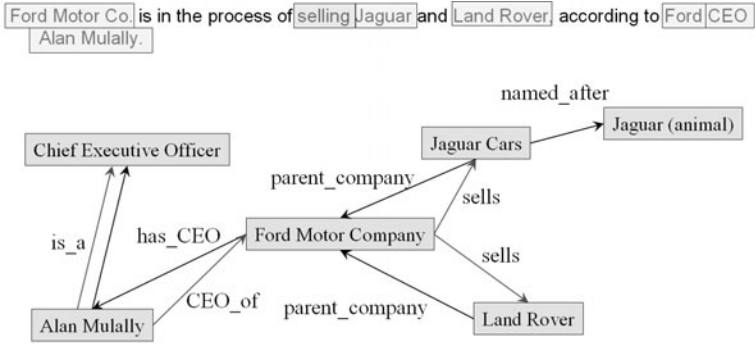 Ford Motor Co. is in the process of selling Jaguar and Land Rover, according to Ford CEO
Alan Mulally.
named_after
Jaguar (animal)
Jaguar Cars
Chief Executive Officer
parent_company
sells
is_a
has_CEO
Ford Motor Company
sells
CEO_of
parent_company
Alan Mulally
Land Rover